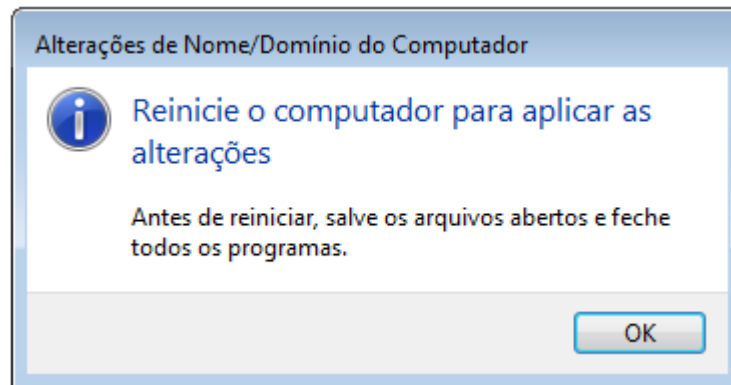 Alterações de Nome/Domínio do Computador
Reinicie o computador para aplicar as
alterações
Antes de reiniciar, salve os arquivos abertos e feche
todos os programas.
OK